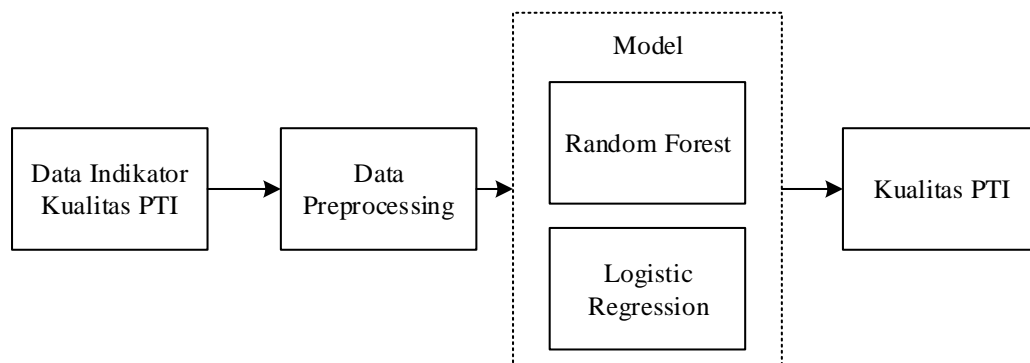 Data Indikator
Kualitas PTI
Data
Preprocessing
Model
Random Forest
Logistic
Regression
Kualitas PTI